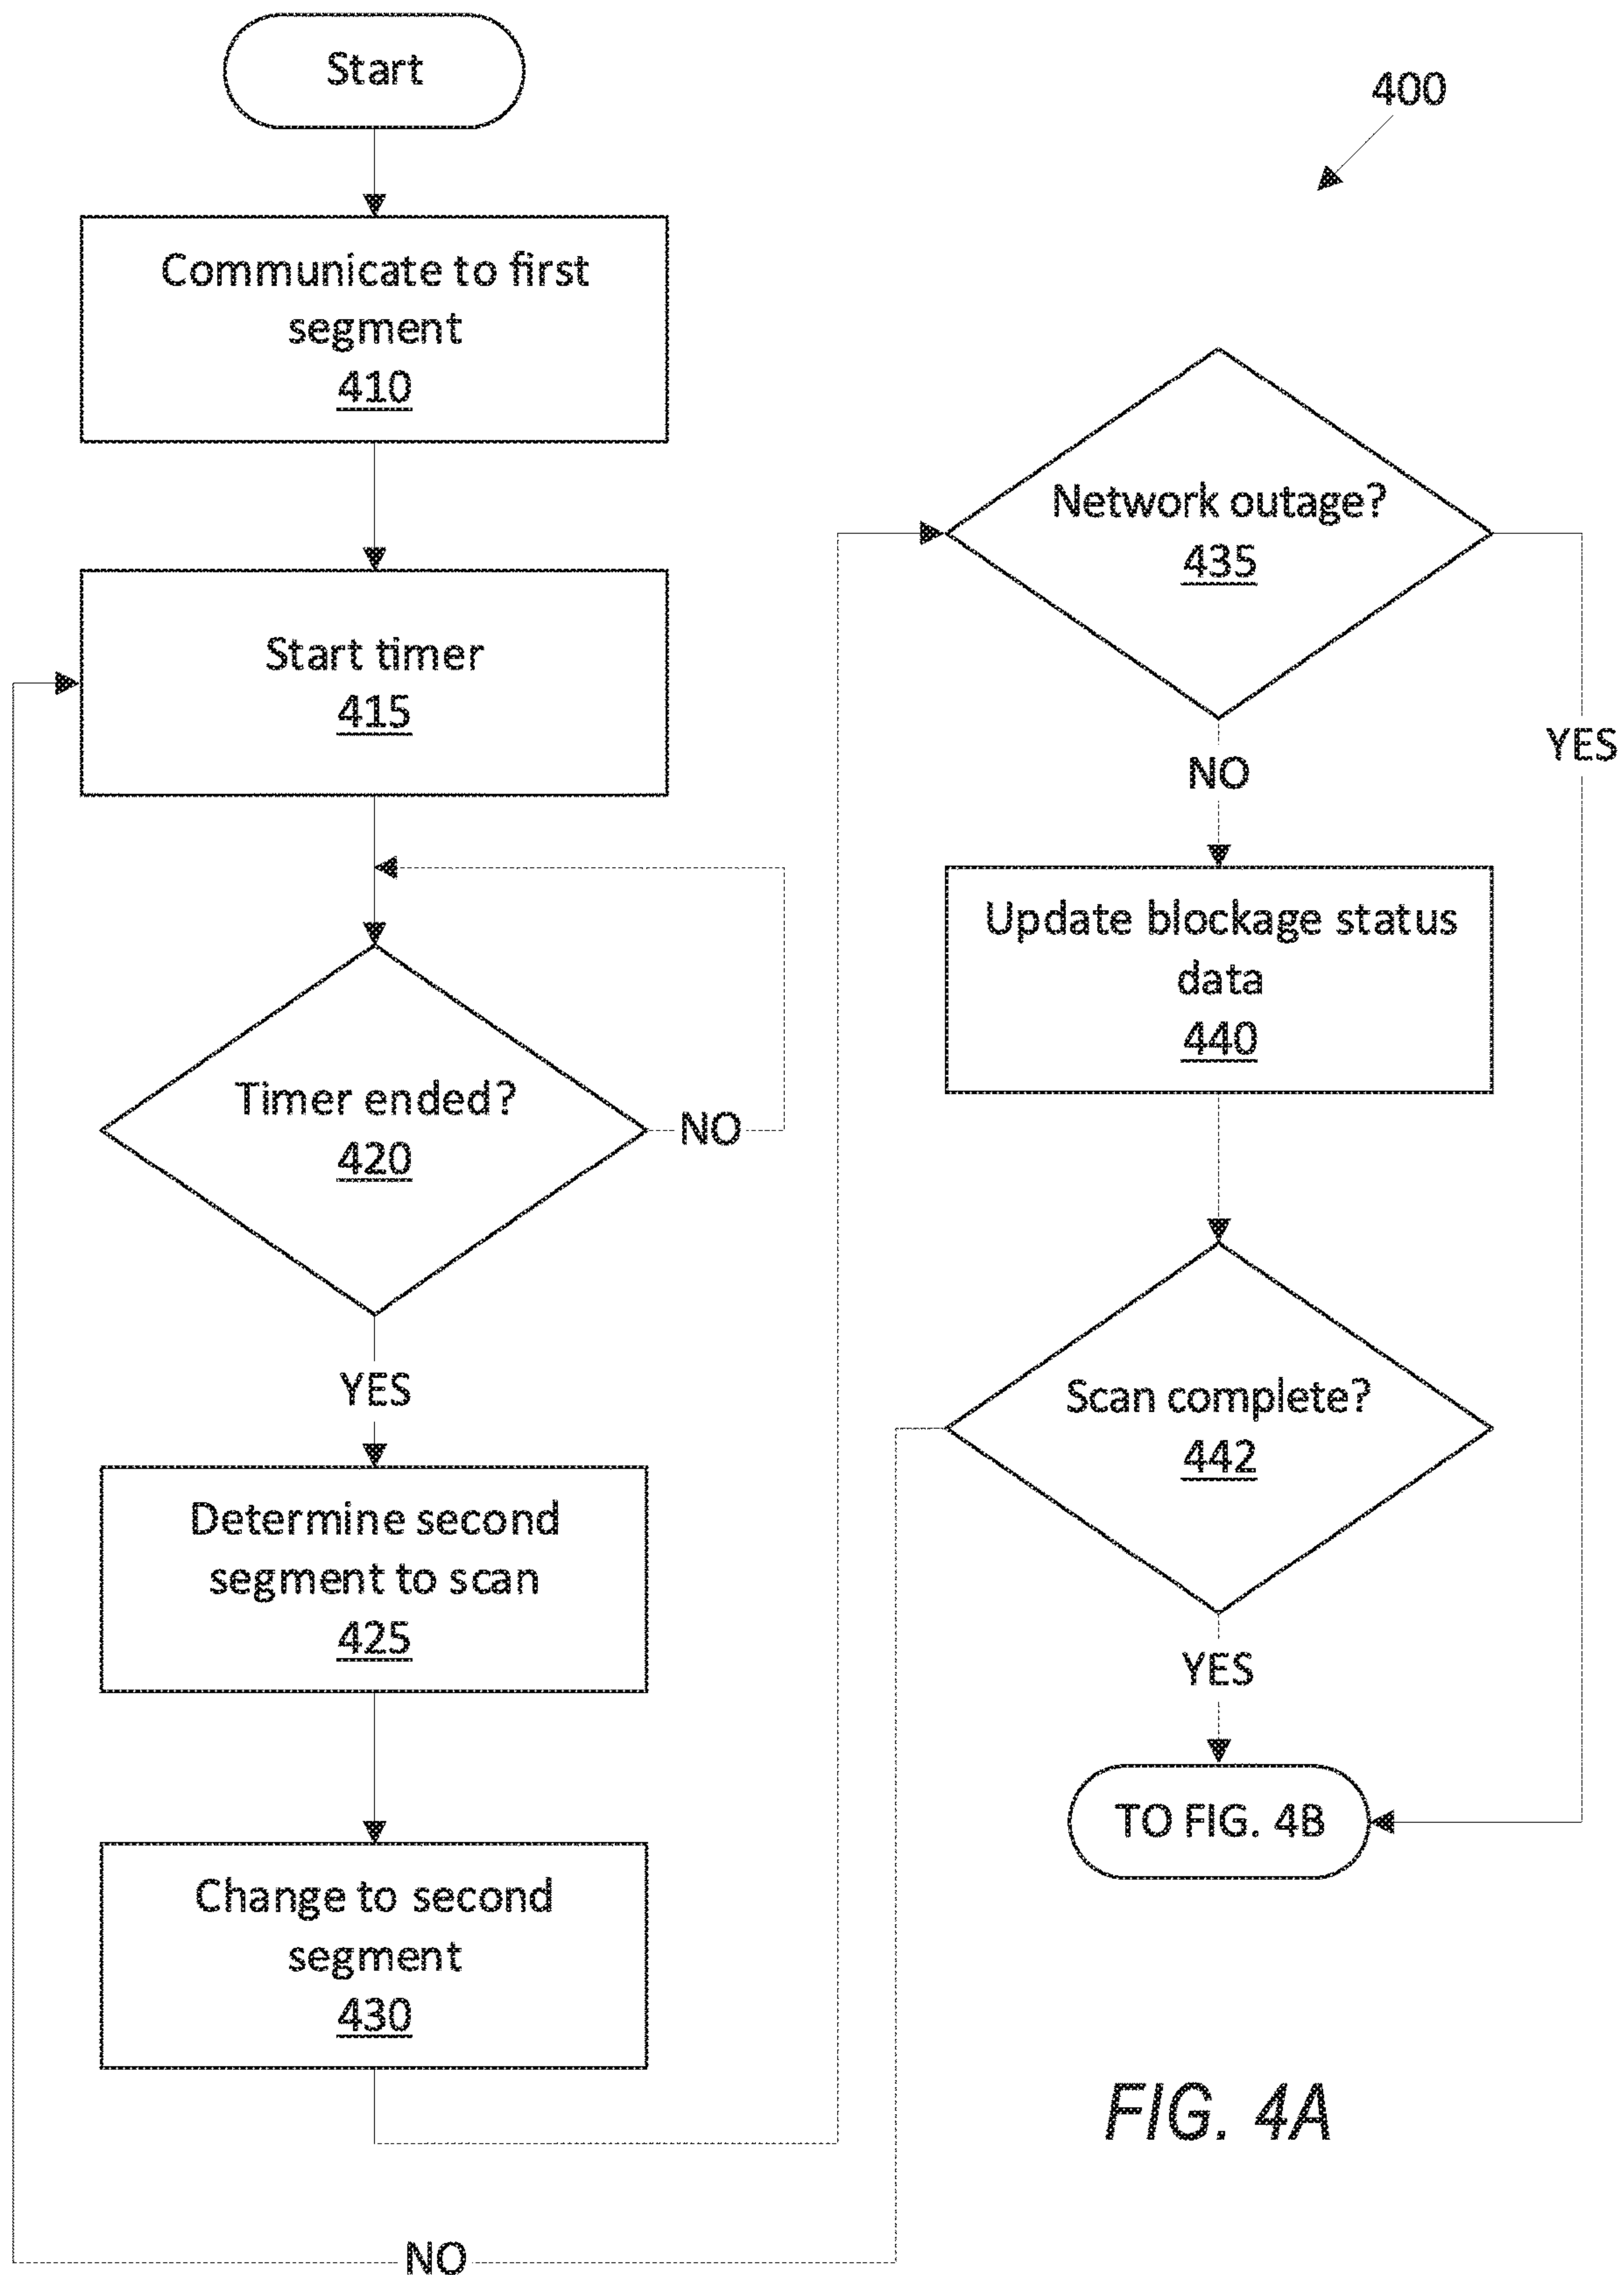 Start
400
Communicate to first
segment
410
Start timer
415
Timer ended?
420
NO
YES
Determine second
segment to scan
425
Change to second
segment
430
Network outage?
435
NO
YES
Update blockage status
data
440
Scan complete?
442
YES
NO
TO FIG. 4B
FIG. 4A